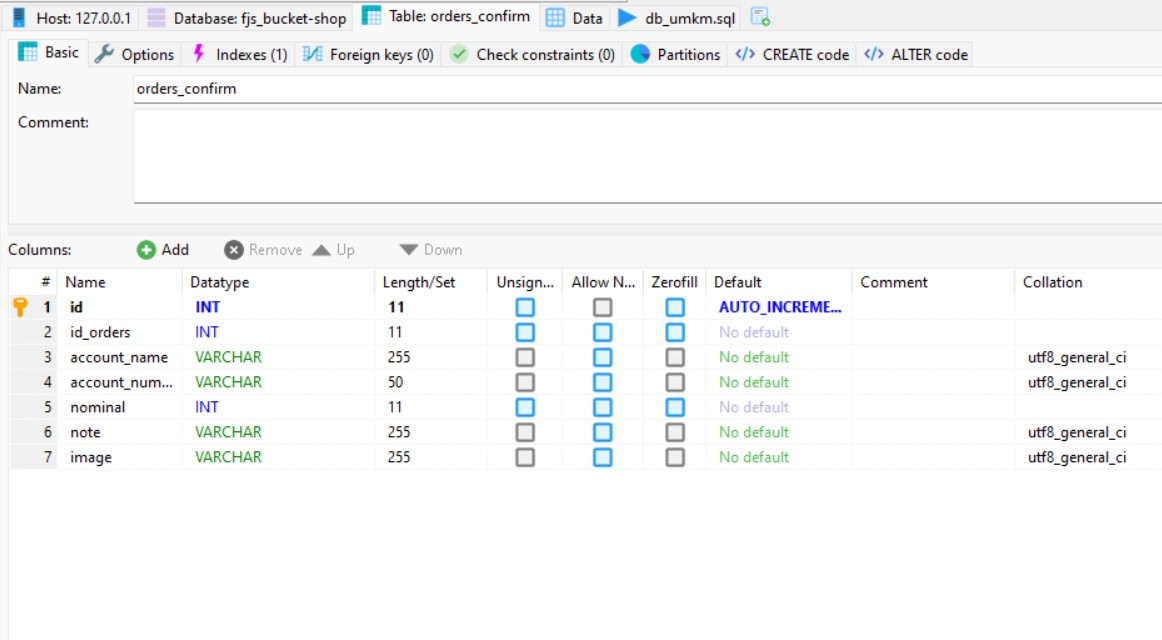 Host: 127.0.0.1 Database: fjs_bucket-shop Table: orders_confirm Data db_umkm.sql
Basic Options Indexes (1) Foreign keys (0) Check constraints (0) Partitions CREATE code ALTER code
Name: orders_confirm
Comment:
Columns: Add Remove Up Down
# Name Datatype Length/Set Unsign... Allow N... Zerofill Default Comment Collation
1 id INT 11 AUTO_INCREME...
2 id_orders INT 11 No default
3 account_name VARCHAR 255 No default utf8_general_ci
4 account_num... VARCHAR 50 No default utf8_general_ci
5 nominal INT 11 No default
6 note VARCHAR 255 No default utf8_general_ci
7 image VARCHAR 255 No default utf8_general_ci